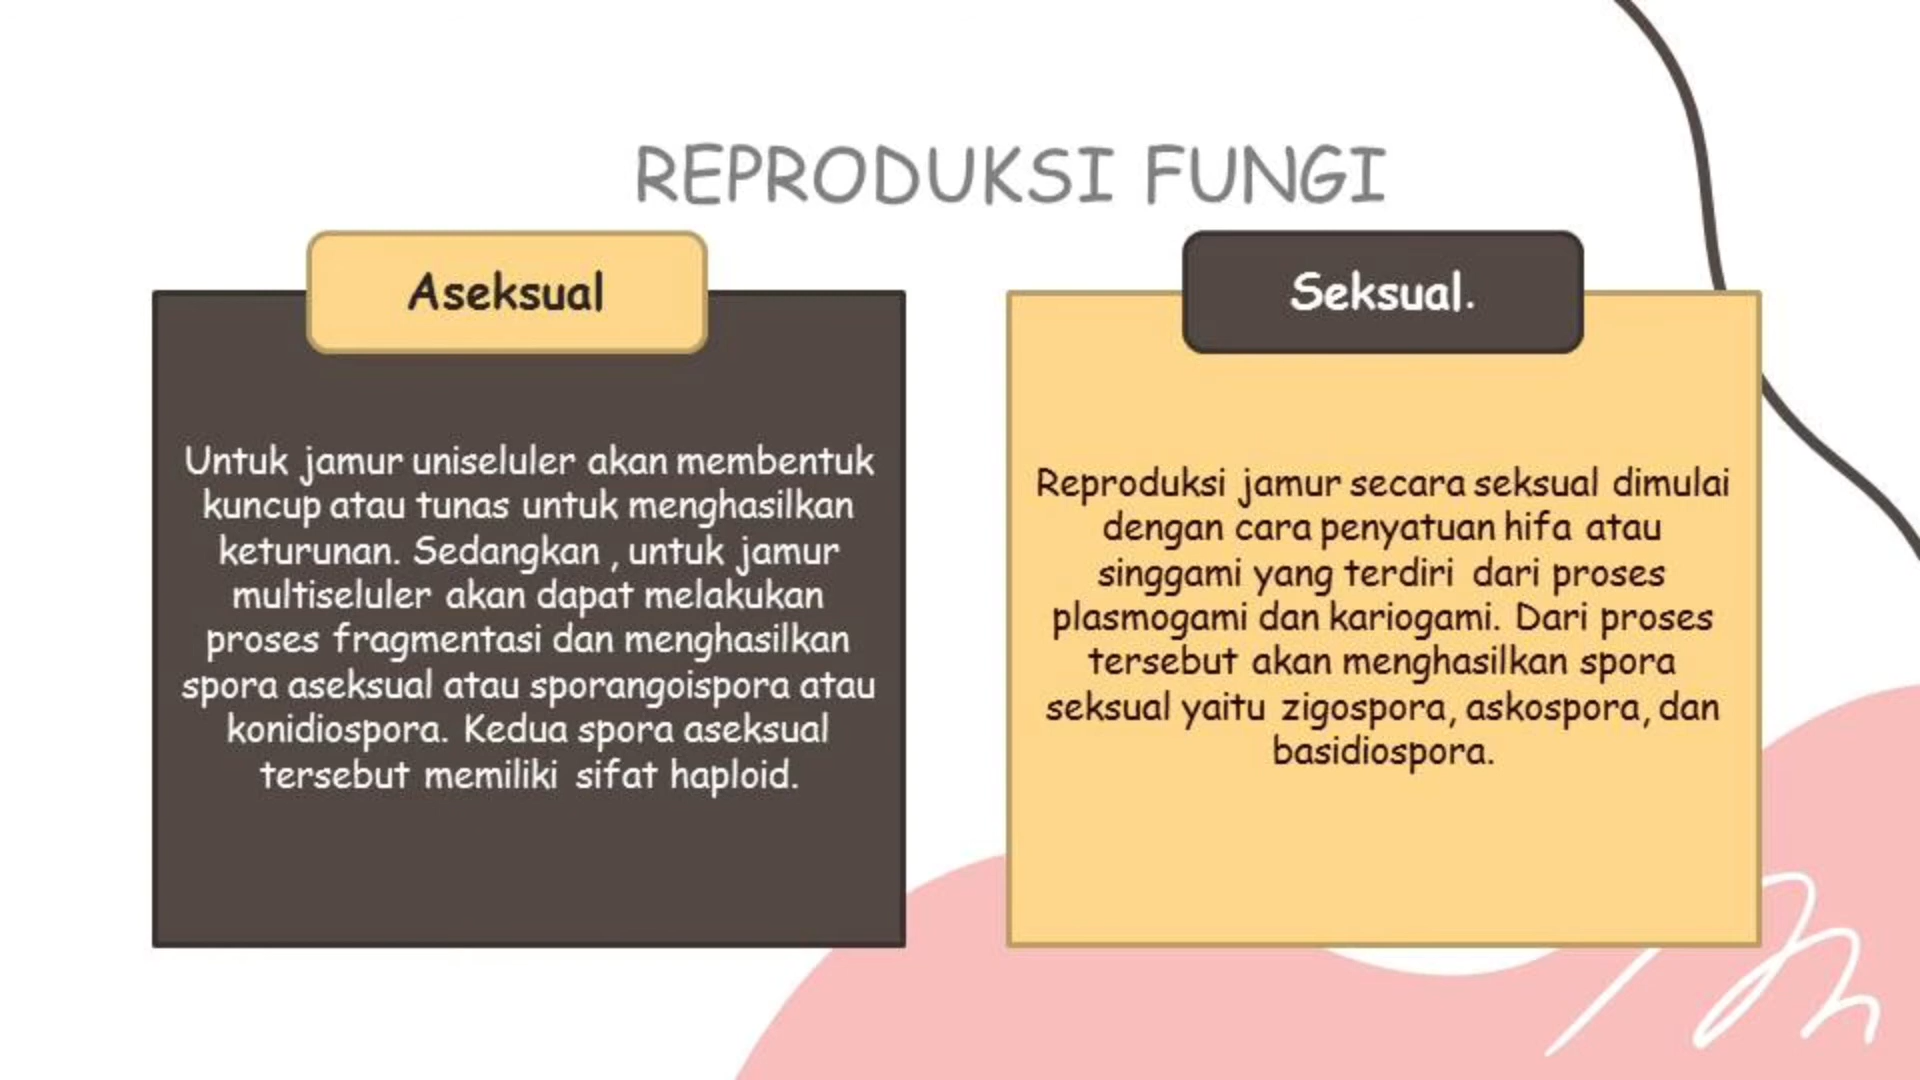 REPRODUKSI FUNGI
Aseksual
Untuk jamur uniseluler akan membentuk
kuncup atau tunas untuk menghasilkan
keturunan. Sedangkan , untuk jamur
multiseluler akan dapat melakukan
proses fragmentasi dan menghasilkan
spora aseksual atau sporangoispora atau
konidiospora. Kedua spora aseksual
tersebut memiliki sifat haploid.
Seksual.
Reproduksi jamur secara seksual dimulai
dengan cara penyatuan hifa atau
singgami yang terdiri dari proses
plasmogami dan kariogami. Dari proses
tersebut akan menghasilkan spora
seksual yaitu zigospora, askospora, dan
basidiospora.